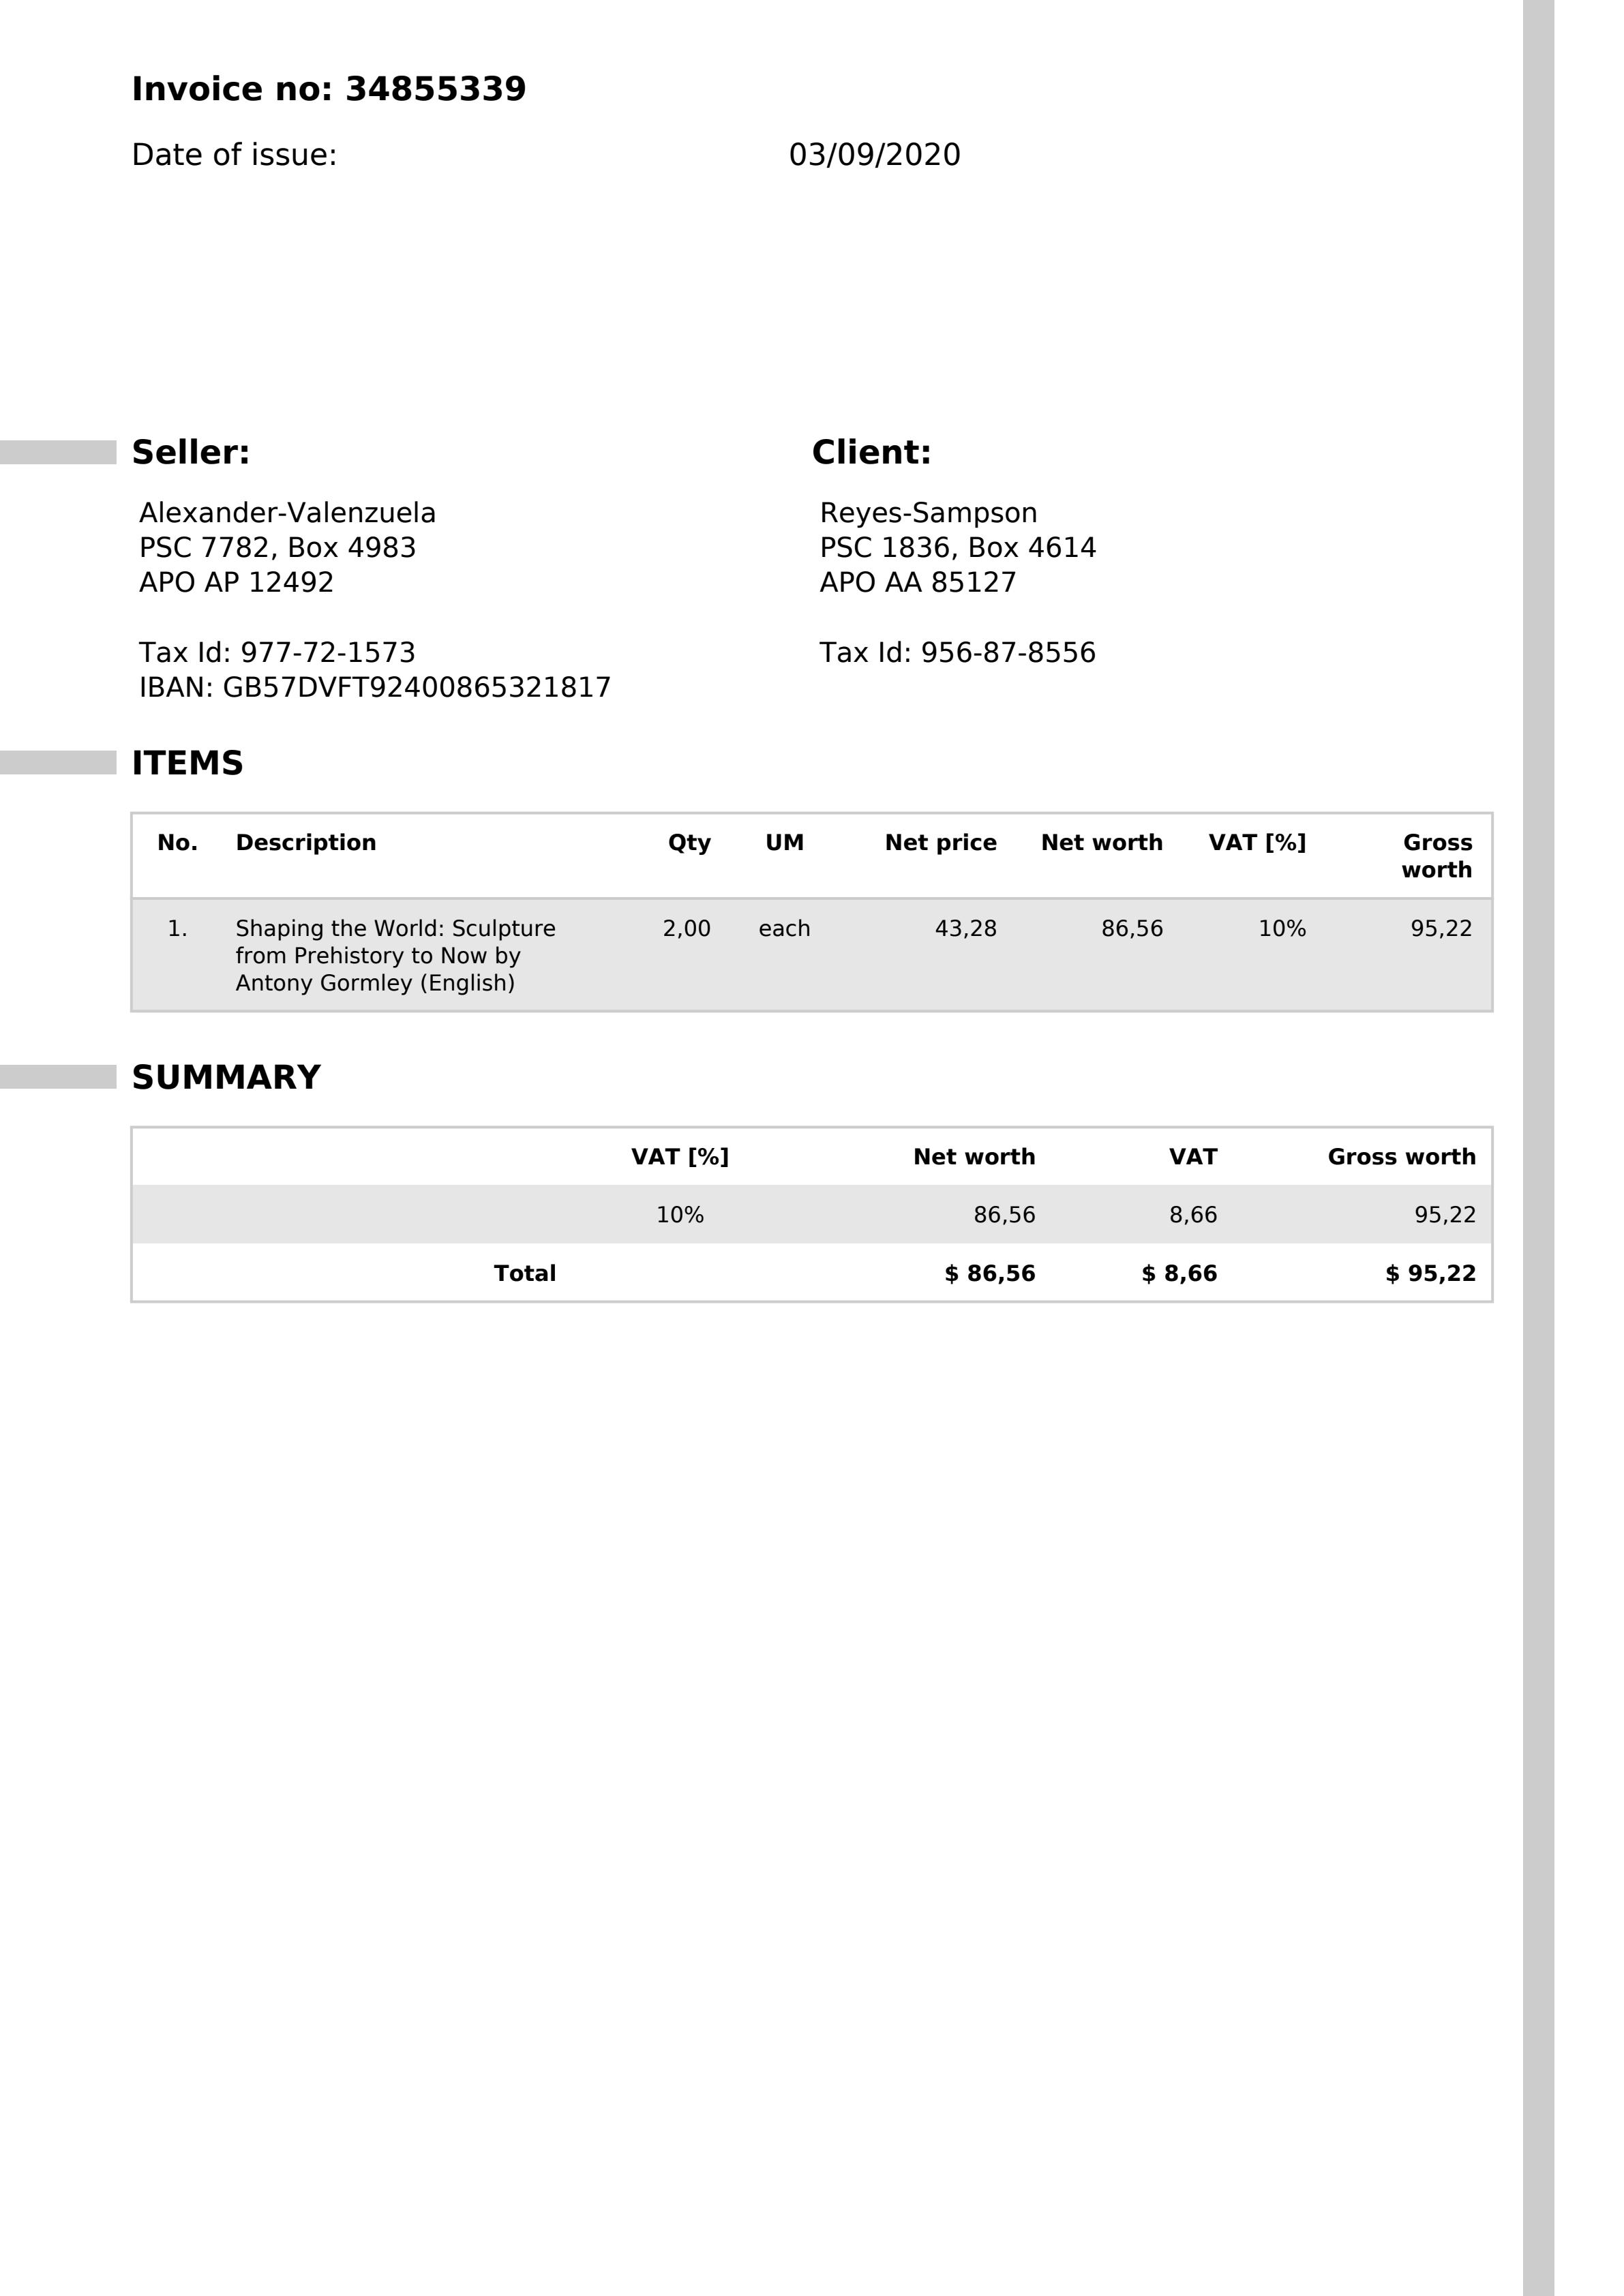 Invoice no: 34855339
Date of issue: 03/09/2020
Seller:
Alexander-Valenzuela
PSC 7782, Box 4983
APO AP 12492
Tax Id: 977-72-1573
IBAN: GB57DVFT92400865321817
Client:
Reyes-Sampson
PSC 1836, Box 4614
APO AA 85127
Tax Id: 956-87-8556
ITEMS
No. Description Qty UM Net price Net worth VAT [%] Gross
worth
1. Shaping the World: Sculpture 2,00 each 43,28 86,56 10% 95,22
from Prehistory to Now by
Antony Gormley (English)
SUMMARY
VAT [%] Net worth VAT Gross worth
10% 86,56 8,66 95,22
Total $ 86,56 $ 8,66 $ 95,22